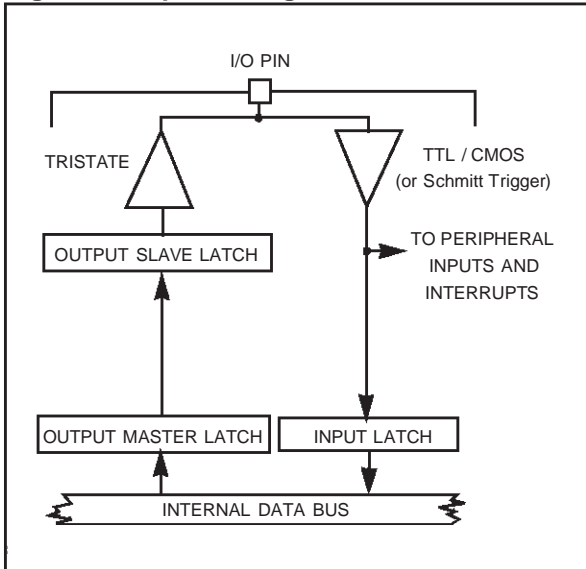 I/O PIN
TRISTATE
TTL / CMOS
(or Schmitt Trigger)
OUTPUT SLAVE LATCH
TO PERIPHERAL
INPUTS AND
INTERRUPTS
OUTPUT MASTER LATCH
INPUT LATCH
INTERNAL DATA BUS